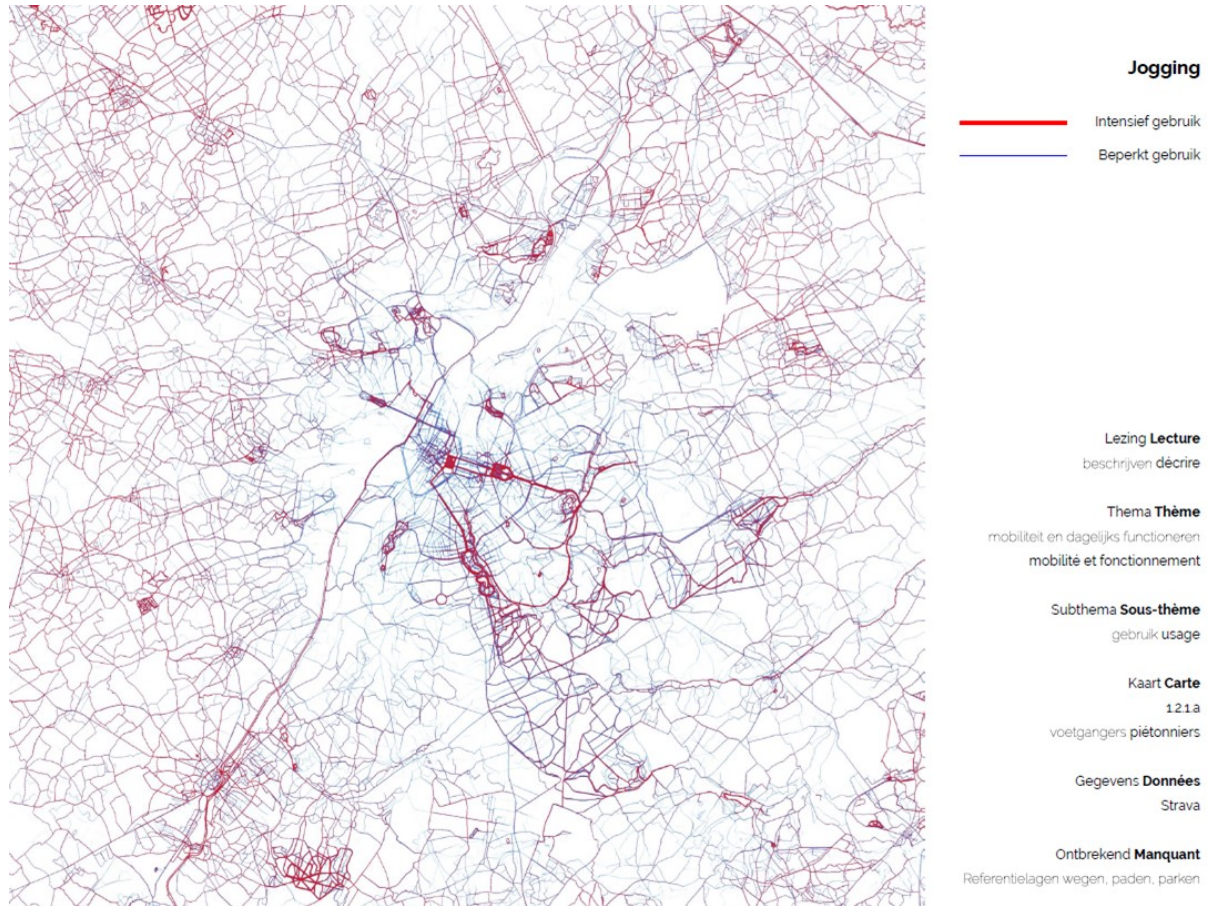 Jogging
Intensief gebruik
Beperkt gebruik
Lezing Lecture
beschrijven décrire
Thema Thème
mobiliteit en dagelijks functioneren
mobilité et fonctionnement
Subthema Sous-thème
gebruik usage
Kaart Carte
1.2.1.a
voetgangers piétonniers
Gegevens Données
Strava
Ontbrekend Manquant
Referentielagen wegen, paden, parken